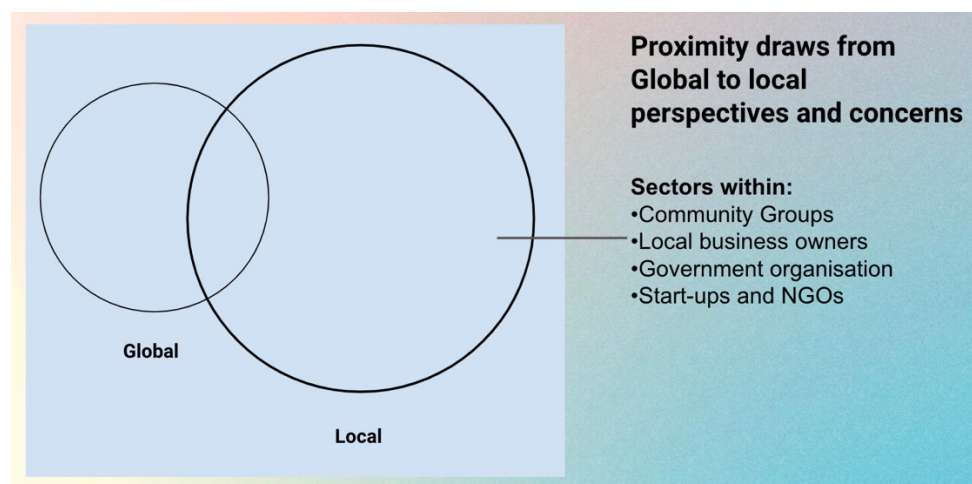 Proximity draws from
Global to local
perspectives and concerns
Sectors within:
•Community Groups
•Local business owners
•Government organisation
•Start-ups and NGOs
Global
Local